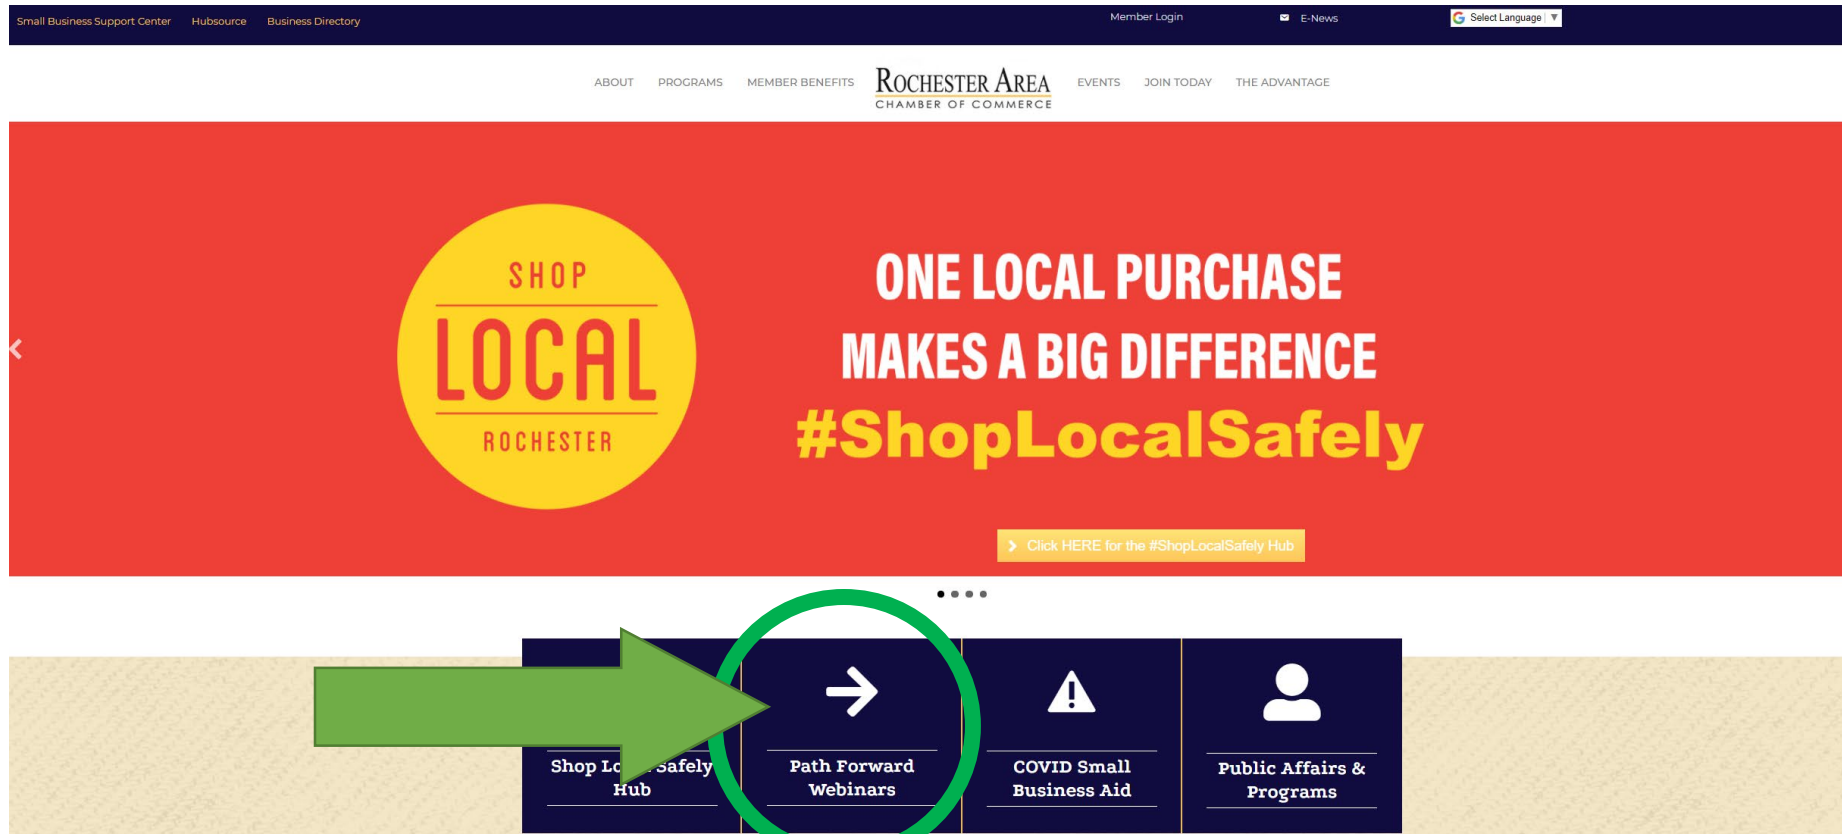 Small Business Support Center Hubsource Business Directory Member Login E-News Select Language ▼
ABOUT PROGRAMS MEMBER BENEFITS ROCHESTER AREA EVENTS JOIN TODAY THE ADVANTAGE
CHAMBER OF COMMERCE
SHOP
LOCAL
ROCHESTER
ONE LOCAL PURCHASE
MAKES A BIG DIFFERENCE
#ShopLocalSafely
Click HERE for the #ShopLocalSafely Hub
Shop Safely
Hub
Path Forward
Webinars
COVID Small
Business Aid
Public Affairs &
Programs